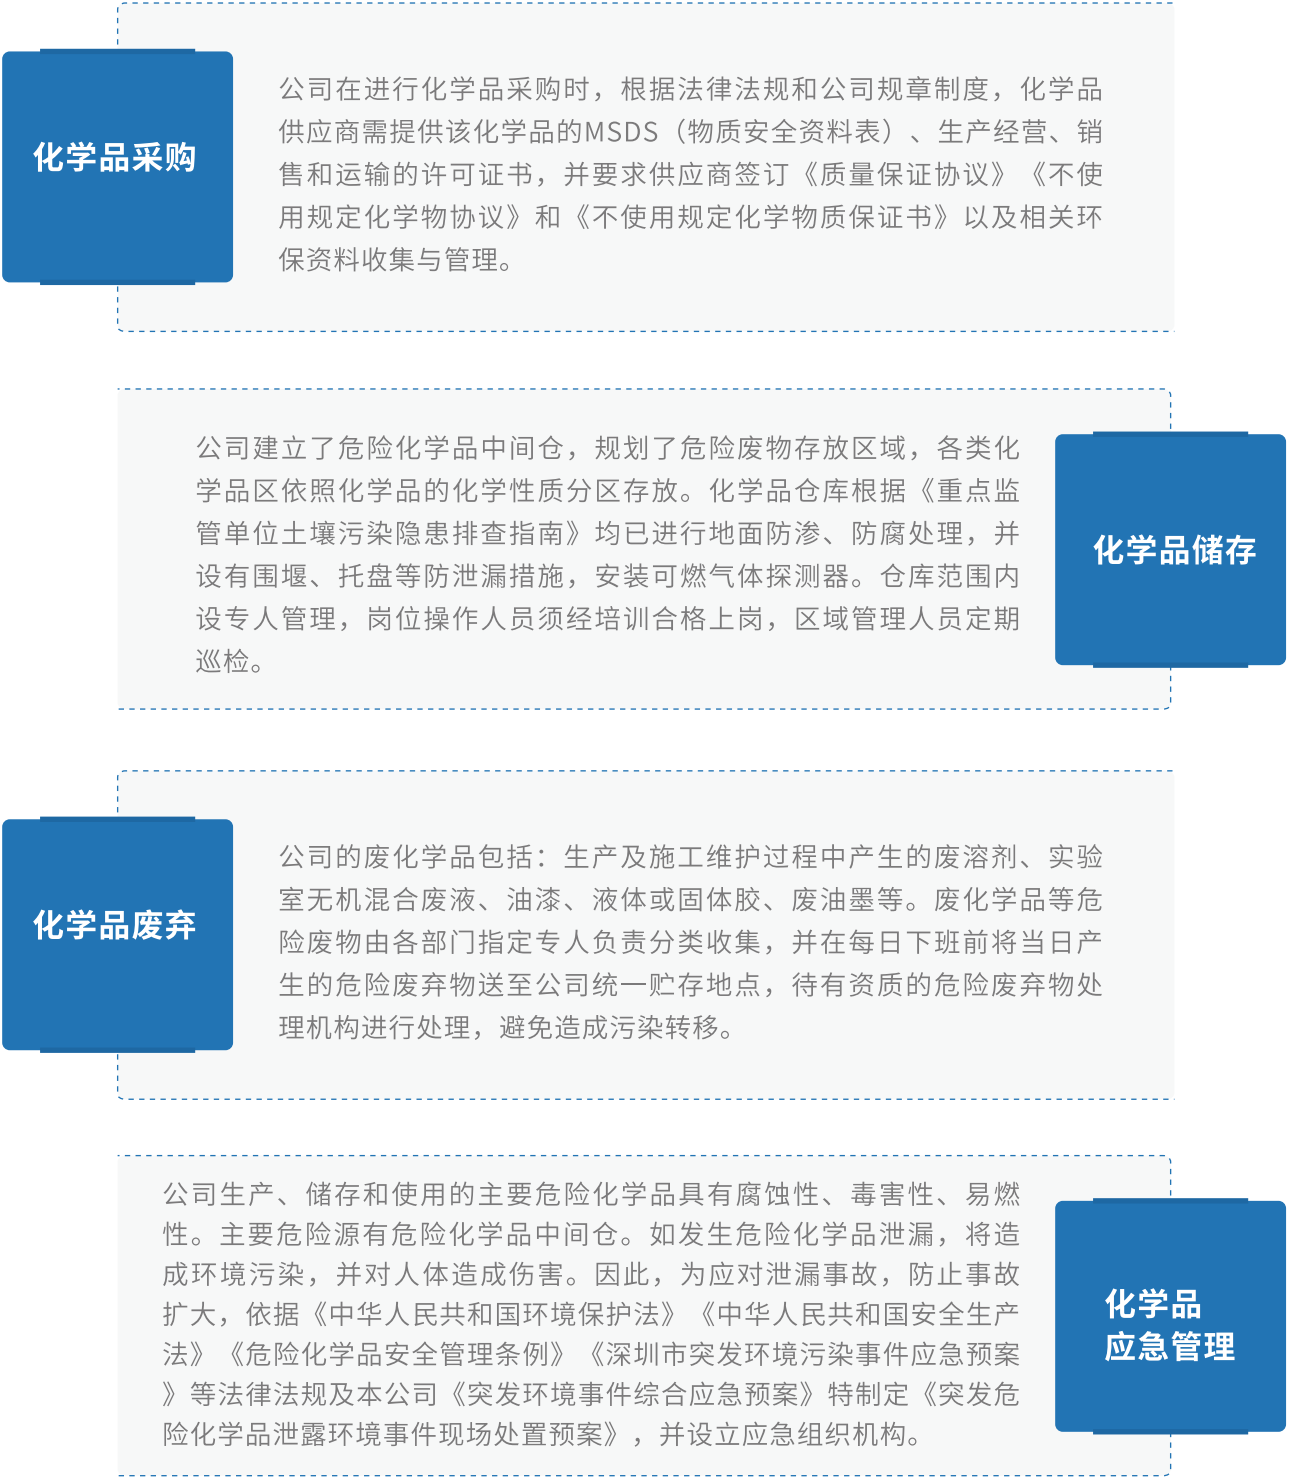 化学品采购
公司在进行化学品采购时，根据法律法规和公司规章制度，化学品
供应商需提供该化学品的MSDS（物质安全资料表）、生产经营、销
售和运输的许可证书，并要求供应商签订《质量保证协议》《不使
用规定化学物协议》和《不使用规定化学物质保证书》以及相关环
保资料收集与管理。
公司建立了危险化学品中间仓，规划了危险废物存放区域，各类化
学品区依照化学品的化学性质分区存放。化学品仓库根据《重点监
管单位土壤污染隐患排查指南》均已进行地面防渗、防腐处理，并
设有围堰、托盘等防泄漏措施，安装可燃气体探测器。仓库范围内
设专人管理，岗位操作人员须经培训合格上岗，区域管理人员定期
巡检。
化学品储存
化学品废弃
公司的废化学品包括：生产及施工维护过程中产生的废溶剂、实验
室无机混合废液、油漆、液体或固体胶、废油墨等。废化学品等危
险废物由各部门指定专人负责分类收集，并在每日下班前将当日产
生的危险废弃物送至公司统一贮存地点，待有资质的危险废弃物处
理机构进行处理，避免造成污染转移。
公司生产、储存和使用的主要危险化学品具有腐蚀性、毒害性、易燃
性。主要危险源有危险化学品中间仓。如发生危险化学品泄漏，将造
成环境污染，并对人体造成伤害。因此，为应对泄漏事故，防止事故
扩大，依据《中华人民共和国环境保护法》《中华人民共和国安全生产
法》《危险化学品安全管理条例》《深圳市突发环境污染事件应急预案
》等法律法规及本公司《突发环境事件综合应急预案》特制定《突发危
险化学品泄露环境事件现场处置预案》，并设立应急组织机构。
化学品
应急管理